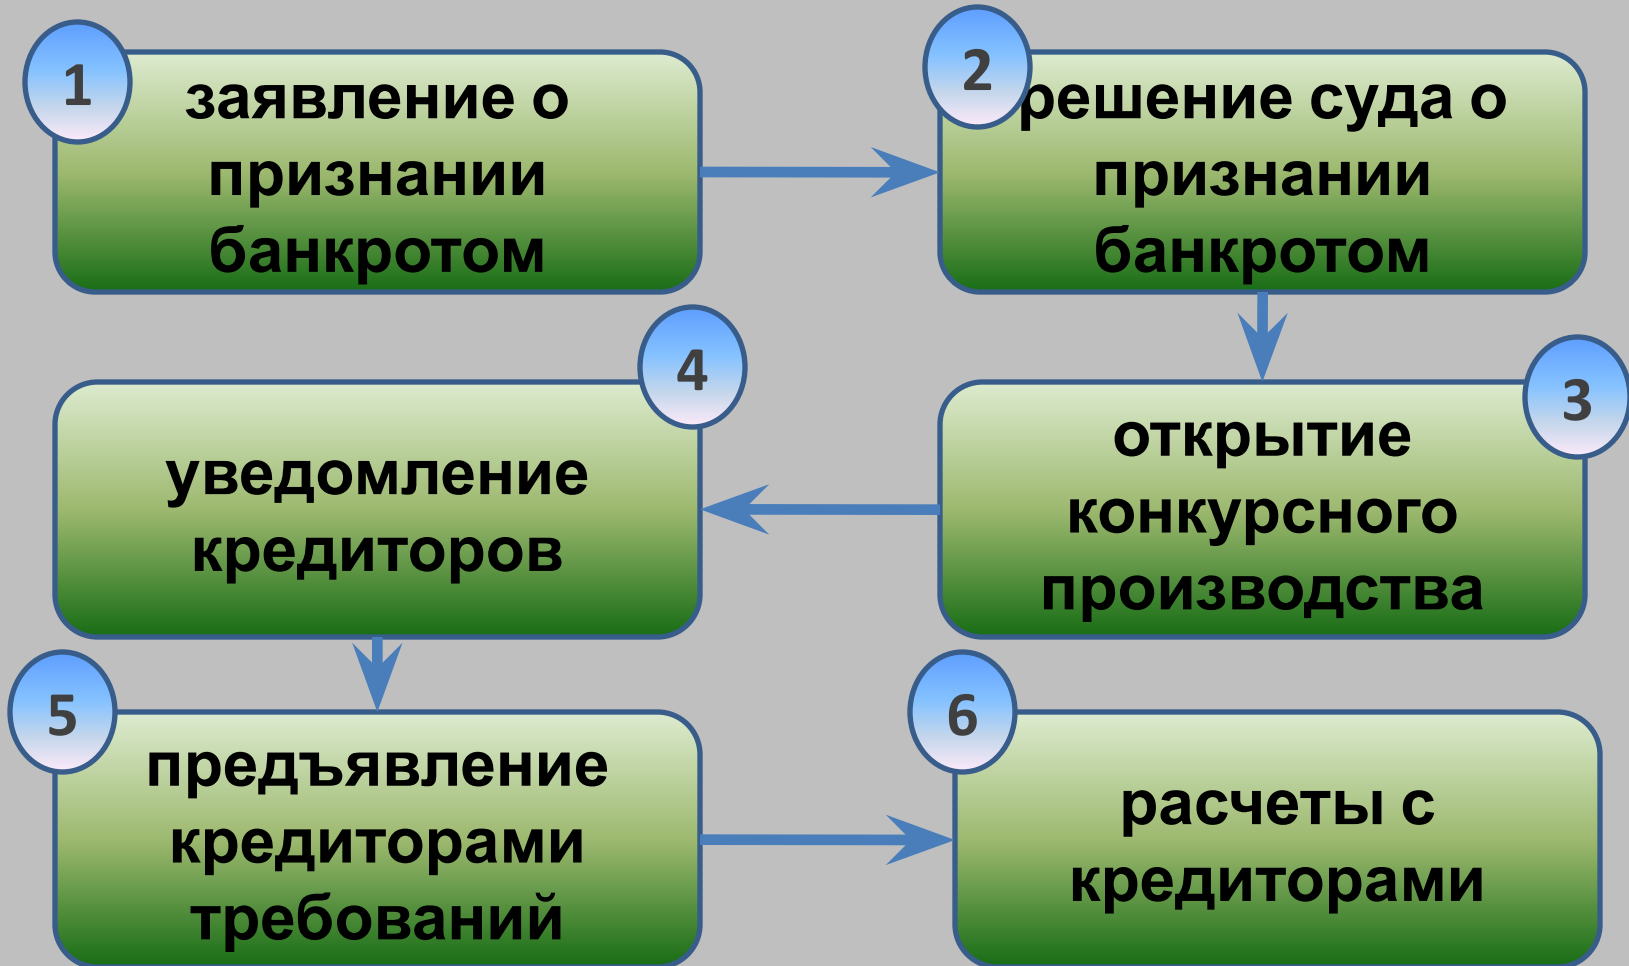 1
заявление о
признании
банкротом
2
решение суда о
признании
банкротом
3
открытие
конкурсного
производства
4
уведомление
кредиторов
5
предъявление
кредиторами
требований
6
расчеты с
кредиторами